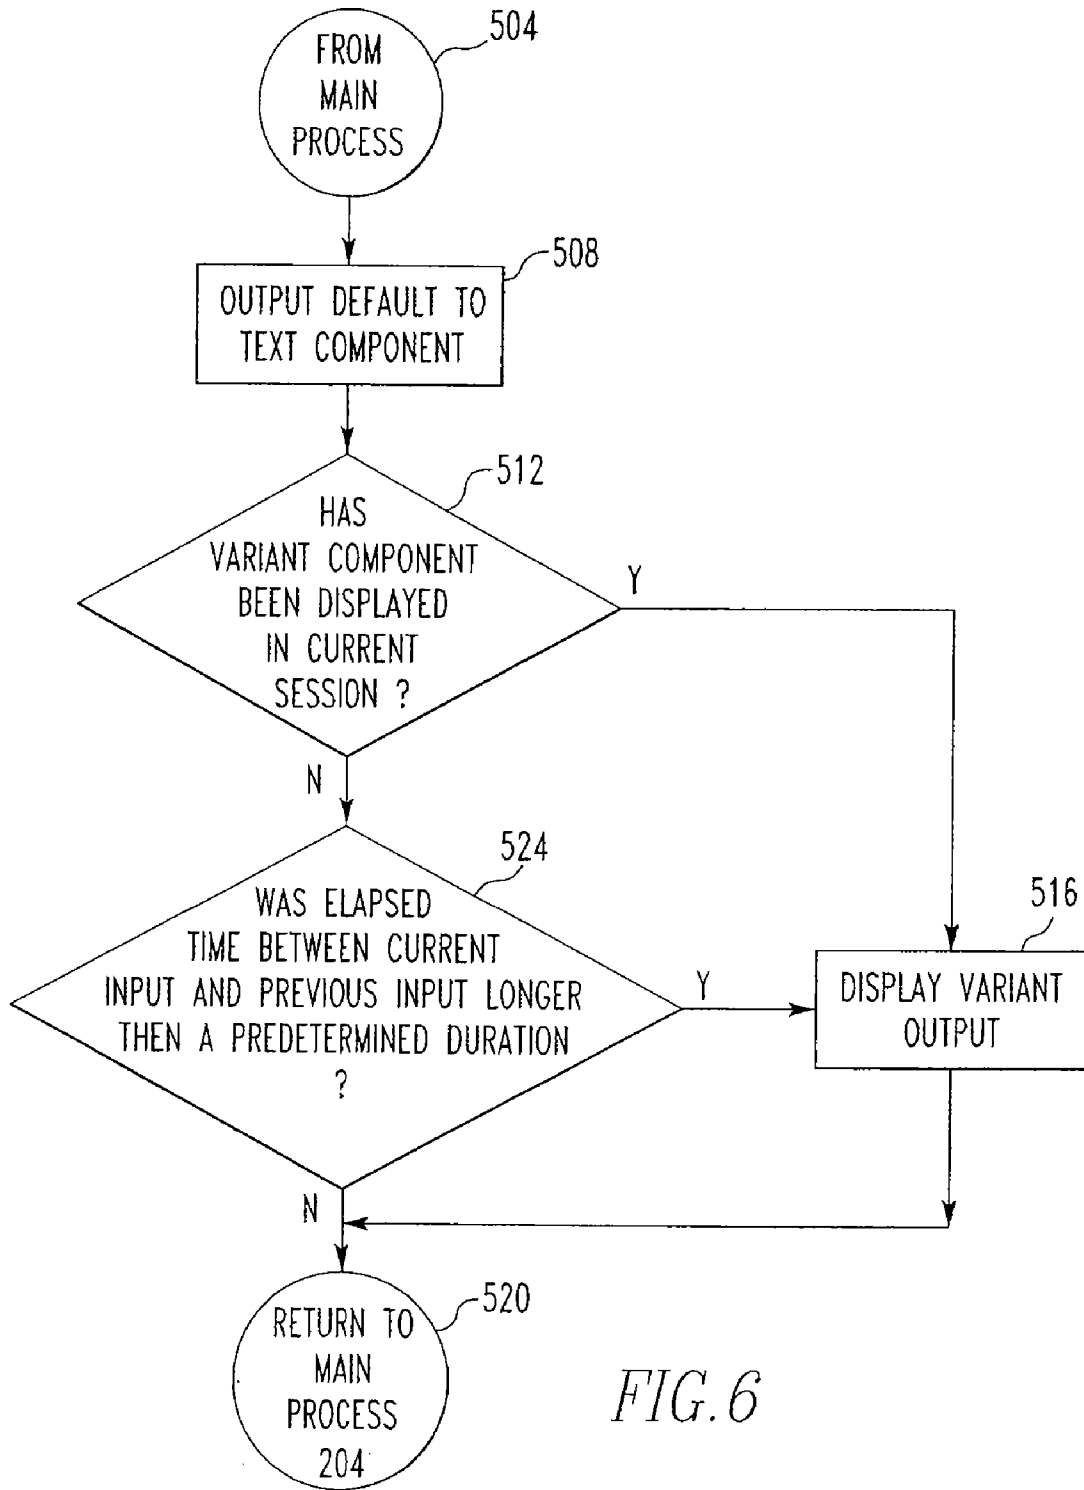 FROM
MAIN
PROCESS
504
OUTPUT DEFAULT TO
TEXT COMPONENT
508
HAS
VARIANT COMPONENT
BEEN DISPLAYED
IN CURRENT
SESSION ?
512
Y
N
WAS ELAPSED
TIME BETWEEN CURRENT
INPUT AND PREVIOUS INPUT LONGER
THEN A PREDETERMINED DURATION
?
524
Y
N
DISPLAY VARIANT
OUTPUT
516
RETURN TO
MAIN
PROCESS
204
520
FIG.6